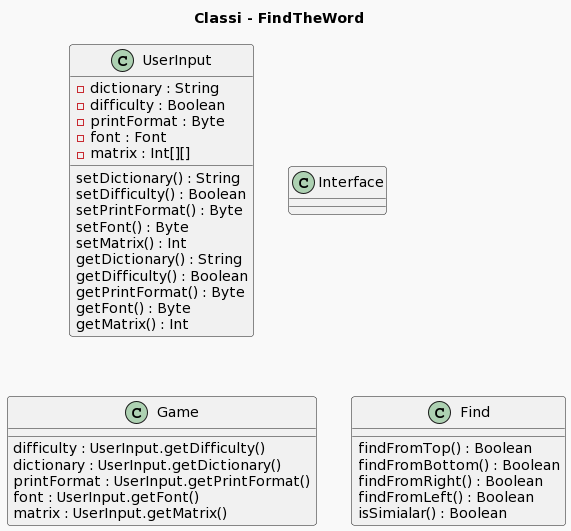 Classi - FindTheWord
C UserInput
dictionary : String
difficulty : Boolean
printFormat : Byte
font : Font
matrix : Int[][]
setDictionary() : String
setDifficulty() : Boolean
setPrintFormat() : Byte
setFont() : Byte
setMatrix() : Int
getDictionary() : String
getDifficulty() : Boolean
getPrintFormat() : Byte
getFont() : Byte
getMatrix() : Int
C Interface
C Game
difficulty : UserInput.getDifficulty()
dictionary : UserInput.getDictionary()
printFormat : UserInput.getPrintFormat()
font : UserInput.getFont()
matrix : UserInput.getMatrix()
C Find
findFromTop() : Boolean
findFromBottom() : Boolean
findFromRight() : Boolean
findFromLeft() : Boolean
isSimialar() : Boolean